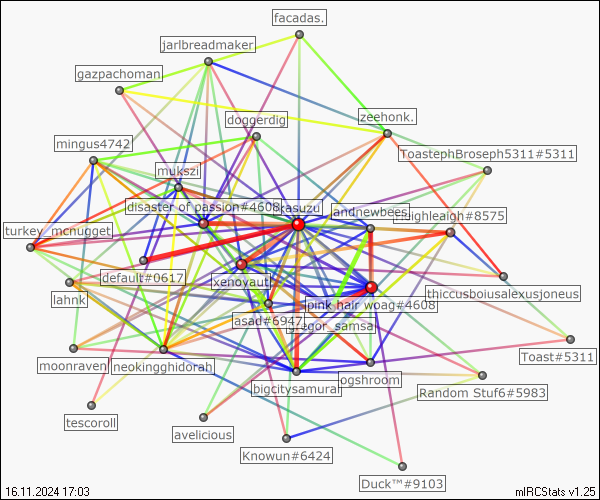 facadas.
jarlbreadmaker
gazpachoman
zeehonk.
doggerdig
mingus4742
ToastephBroseph5311#5311
mukszi
disaster of passion#4608
kasuzu
andnewbees
#8575
turkey_mcnugget
default#0617
xenoyaut
thiccusboiusalexusjoneus
lahnk
pink hair woag#4608
asad#6947
gregor_samsa
Toast#5311
moonraven
neokingghidorah
ogshroom
bigcitysamurai
Random Stuf6#5983
tescoroll
avelicious
Knowun#6424
Duck™#9103
16.11.2024 17:03
mIRCStats v1.25